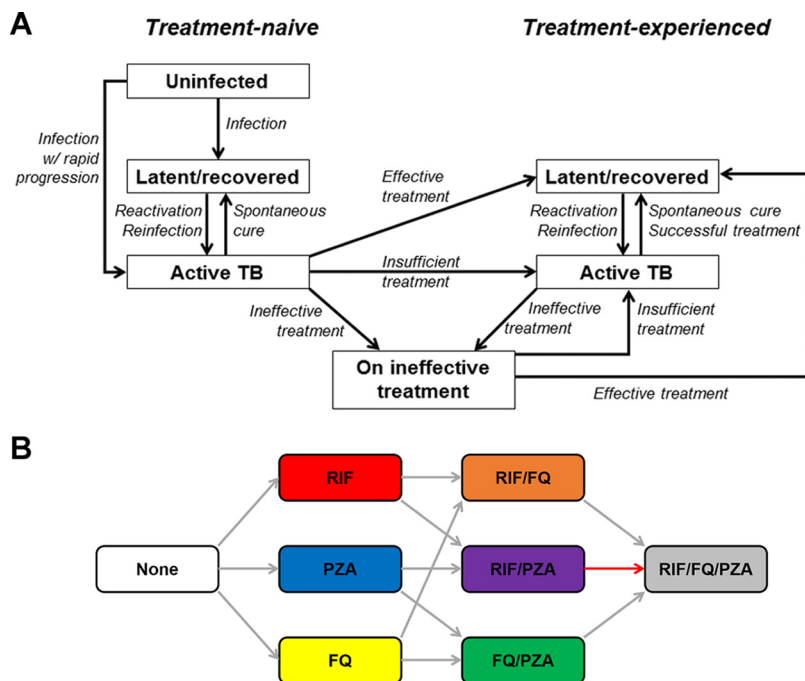 A
Treatment-naive
Treatment-experienced
Uninfected
Infection
w/ rapid
progression
Infection
Latent/recovered
Effective
treatment
Latent/recovered
Reactivation
Reinfection
Spontaneous
cure
Reactivation
Reinfection
Spontaneous cure
Successful treatment
Active TB
Insufficient
treatment
Active TB
Ineffective
treatment
Ineffective
treatment
Insufficient
treatment
On ineffective
treatment
Effective treatment
B
RIF
RIF/FQ
None
PZA
RIF/PZA
RIF/FQ/PZA
FQ
FQ/PZA